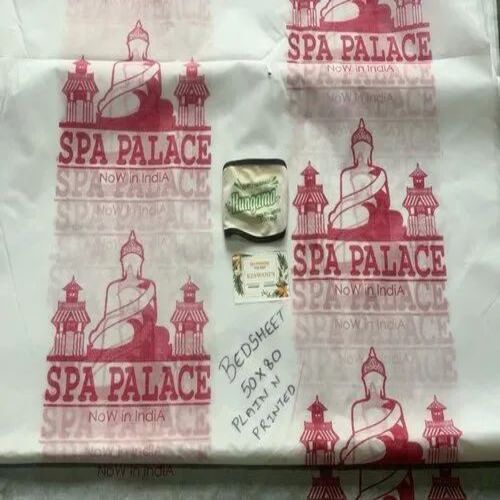 SPA PALACE
NoW in IndiA
SPA PALACE
NoW in IndiA
SPA PALACE
NoW in IndiA
SPA PALACE
NoW in IndiA
Hungama
BEDSHEET
50 X 80
PLAIN N
PRINTED
NoW in IndiA
NoW in IndiA